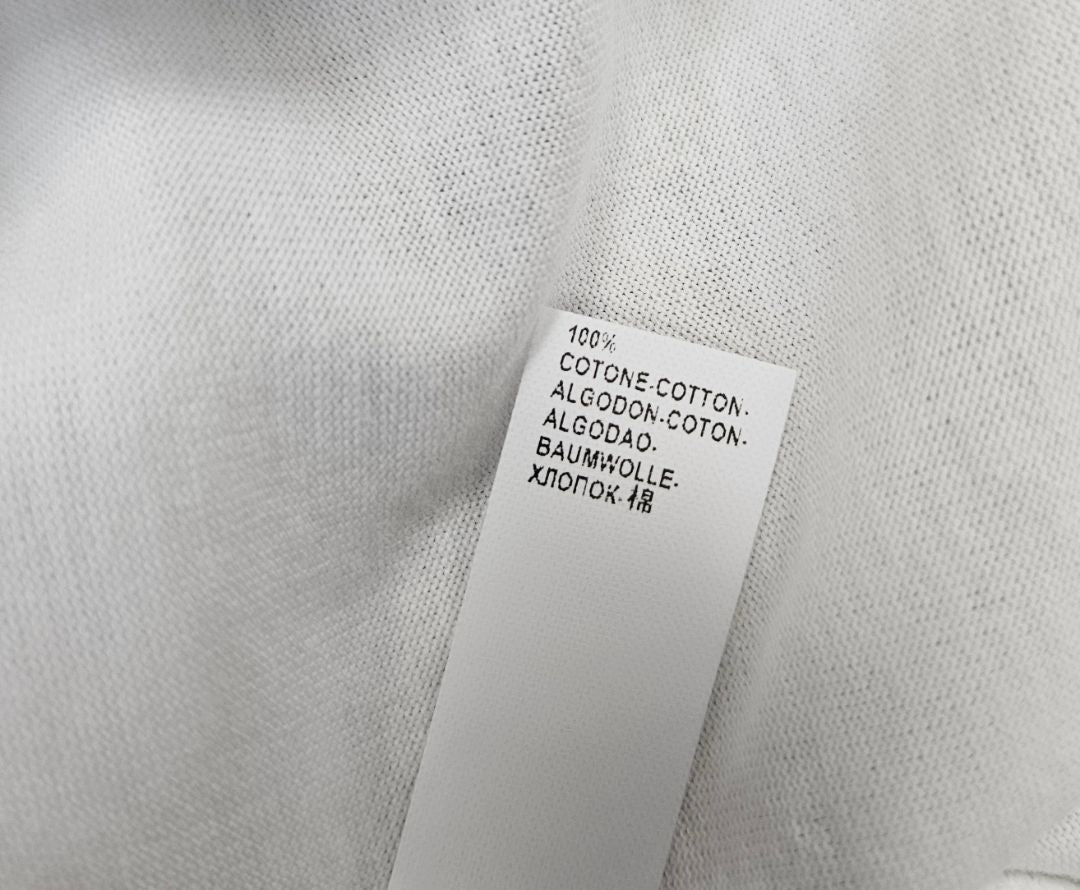 100%
COTONE-COTTON-
ALGODON-COTON-
ALGODAO-
BAUMWOLLE-
ХЛОПОК-棉